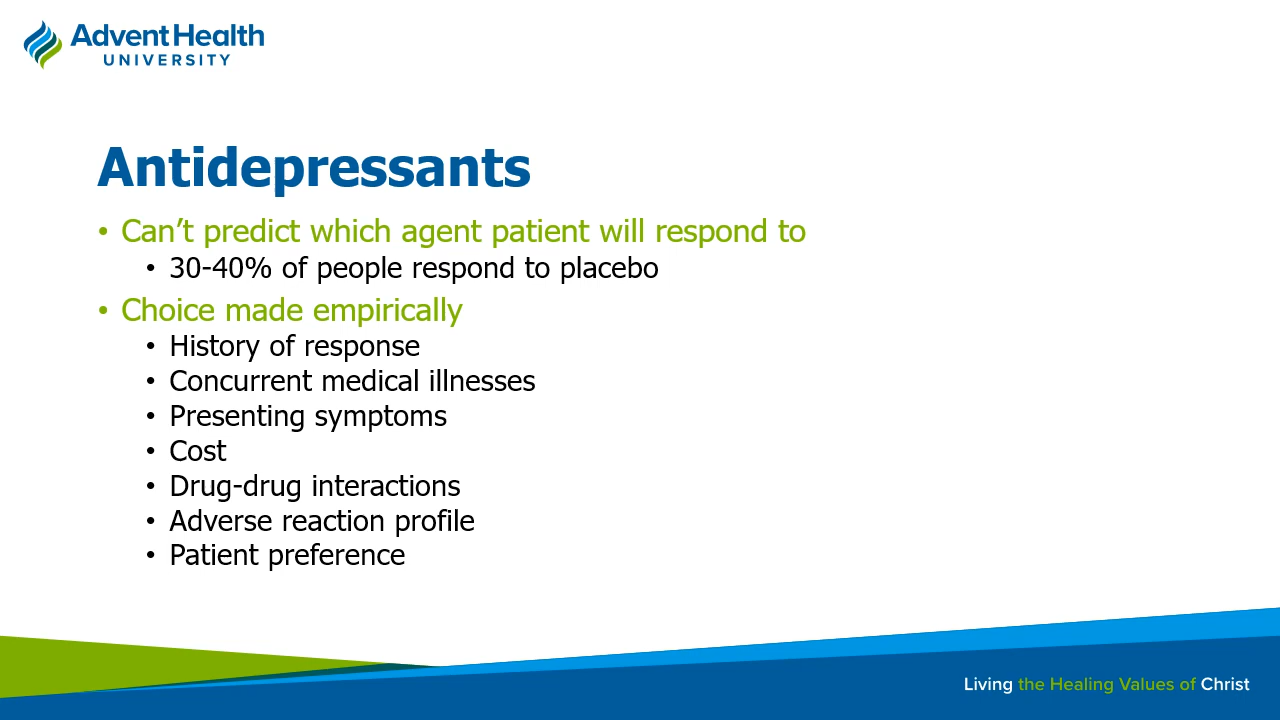 AdventHealth
UNIVERSITY
Antidepressants
• Can’t predict which agent patient will respond to
• 30-40% of people respond to placebo
• Choice made empirically
• History of response
• Concurrent medical illnesses
• Presenting symptoms
• Cost
• Drug-drug interactions
• Adverse reaction profile
• Patient preference
Living the Healing Values of Christ